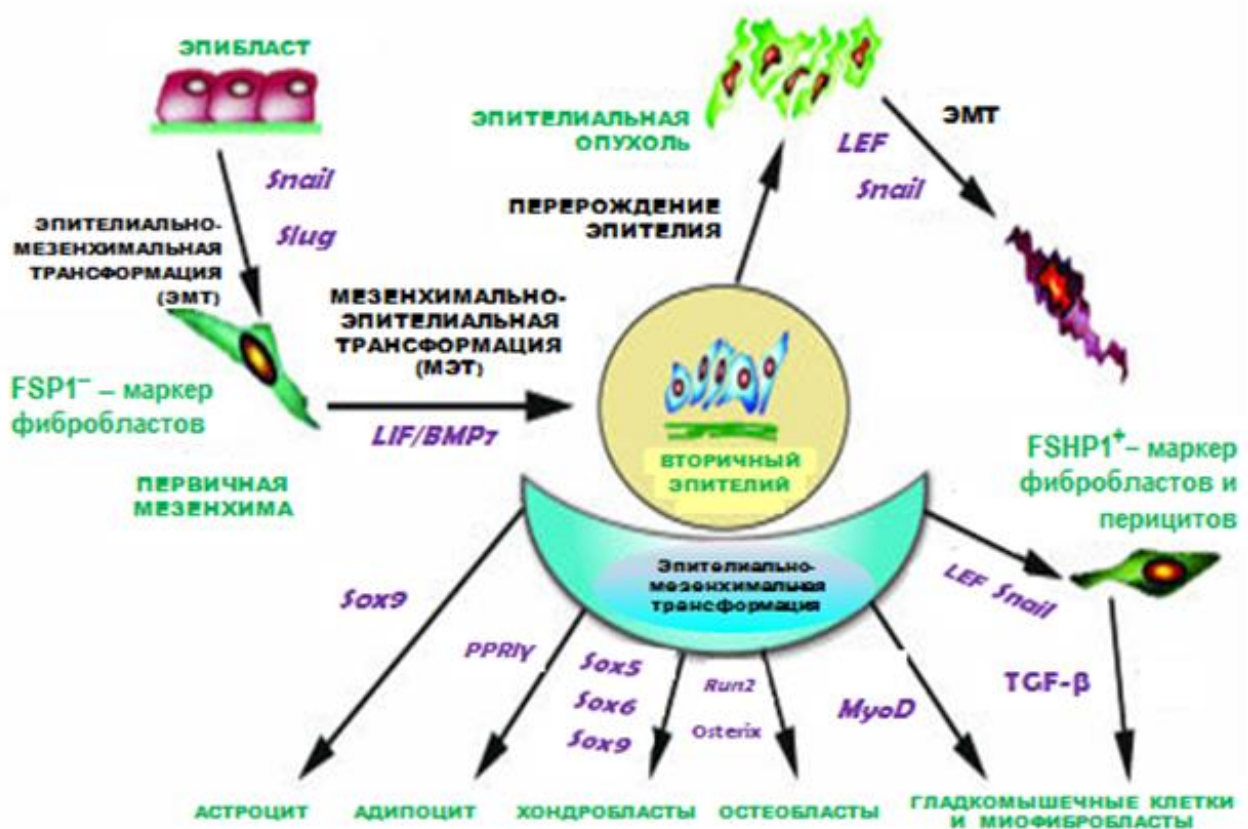 ЭПИБЛАСТ
Snail
Slug
ЭПИТЕЛИАЛЬНО-
МЕЗЕНХИМАЛЬНАЯ
ТРАНСФОРМАЦИЯ
(ЭМТ)
ЭПИТЕЛИАЛЬНАЯ
ОПУХОЛЬ
ЭМТ
LEF
Snail
ПЕРЕРОЖДЕНИЕ
ЭПИТЕЛИЯ
МЕЗЕНХИМАЛЬНО-
ЭПИТЕЛИАЛЬНАЯ
ТРАНСФОРМАЦИЯ
(МЭТ)
LIF/BMP7
FSP1⁻ – маркер
фибробластов
ПЕРВИЧНАЯ
МЕЗЕНХИМА
ВТОРИЧНЫЙ
ЭПИТЕЛИЙ
FSHP1⁺– маркер
фибробластов и
перицитов
Эпителиально-
мезенхимальная
трансформация
LEF Snail
Sox9
PPRIγ
Sox5
Sox6
Sox9
Run2
Osterix
MyoD
TGF-β
АСТРОЦИТ
АДИПОЦИТ
ХОНДРОБЛАСТЫ
ОСТЕОБЛАСТЫ
ГЛАДКОМЫШЕЧНЫЕ КЛЕТКИ
И МИОФИБРОБЛАСТЫ